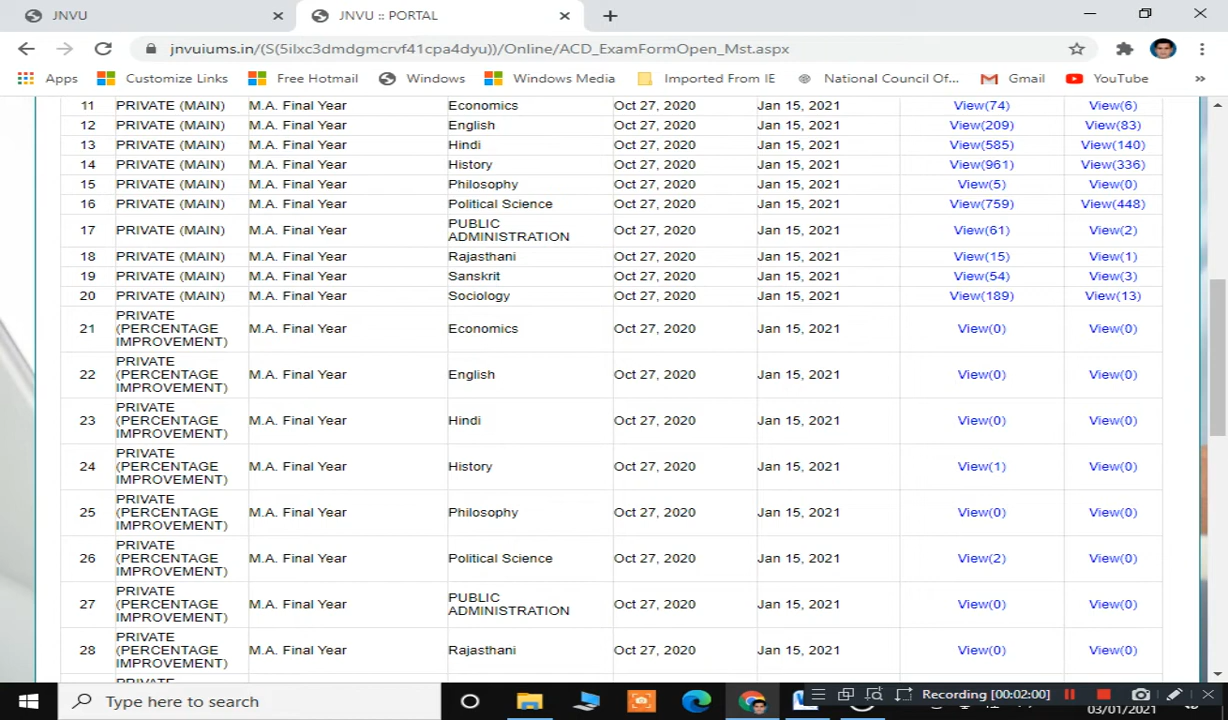 JNVU
JNVU :: PORTAL
jnvuiums.in/(S(5ilxc3dmdgmcrvf41cpa4dyu))/Online/ACD_ExamFormOpen_Mst.aspx
Apps Customize Links Free Hotmail Windows Windows Media Imported From IE National Council Of... Gmail YouTube »
11 PRIVATE (MAIN) M.A. Final Year Economics Oct 27, 2020 Jan 15, 2021 View(74) View(6)
12 PRIVATE (MAIN) M.A. Final Year English Oct 27, 2020 Jan 15, 2021 View(209) View(83)
13 PRIVATE (MAIN) M.A. Final Year Hindi Oct 27, 2020 Jan 15, 2021 View(585) View(140)
14 PRIVATE (MAIN) M.A. Final Year History Oct 27, 2020 Jan 15, 2021 View(961) View(336)
15 PRIVATE (MAIN) M.A. Final Year Philosophy Oct 27, 2020 Jan 15, 2021 View(5) View(0)
16 PRIVATE (MAIN) M.A. Final Year Political Science Oct 27, 2020 Jan 15, 2021 View(759) View(448)
17 PRIVATE (MAIN) M.A. Final Year PUBLIC ADMINISTRATION Oct 27, 2020 Jan 15, 2021 View(61) View(2)
18 PRIVATE (MAIN) M.A. Final Year Rajasthani Oct 27, 2020 Jan 15, 2021 View(15) View(1)
19 PRIVATE (MAIN) M.A. Final Year Sanskrit Oct 27, 2020 Jan 15, 2021 View(54) View(3)
20 PRIVATE (MAIN) M.A. Final Year Sociology Oct 27, 2020 Jan 15, 2021 View(189) View(13)
21 PRIVATE (PERCENTAGE IMPROVEMENT) M.A. Final Year Economics Oct 27, 2020 Jan 15, 2021 View(0) View(0)
22 PRIVATE (PERCENTAGE IMPROVEMENT) M.A. Final Year English Oct 27, 2020 Jan 15, 2021 View(0) View(0)
23 PRIVATE (PERCENTAGE IMPROVEMENT) M.A. Final Year Hindi Oct 27, 2020 Jan 15, 2021 View(0) View(0)
24 PRIVATE (PERCENTAGE IMPROVEMENT) M.A. Final Year History Oct 27, 2020 Jan 15, 2021 View(1) View(0)
25 PRIVATE (PERCENTAGE IMPROVEMENT) M.A. Final Year Philosophy Oct 27, 2020 Jan 15, 2021 View(0) View(0)
26 PRIVATE (PERCENTAGE IMPROVEMENT) M.A. Final Year Political Science Oct 27, 2020 Jan 15, 2021 View(2) View(0)
27 PRIVATE (PERCENTAGE IMPROVEMENT) M.A. Final Year PUBLIC ADMINISTRATION Oct 27, 2020 Jan 15, 2021 View(0) View(0)
28 PRIVATE (PERCENTAGE IMPROVEMENT) M.A. Final Year Rajasthani Oct 27, 2020 Jan 15, 2021 View(0) View(0)
Type here to search
Recording [00:02:00]
03/01/2021